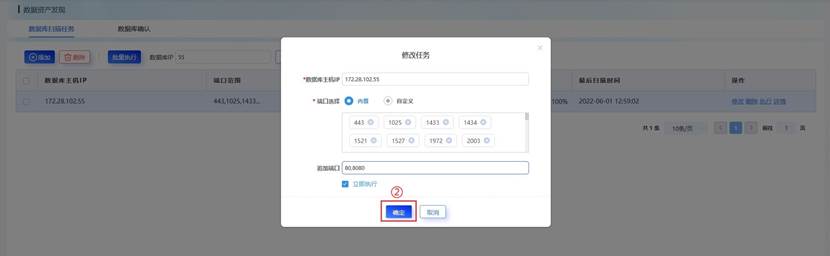 数据资产发现
数据库扫描任务 数据库确认
添加 删除 批量执行 数据库IP 55
数据库主机IP 端口范围 最后扫描时间 操作
172.28.102.55 443,1025,1433... 100% 2022-06-01 12:59:02 修改 删除 执行 详情
共 1 条 10条/页 1 前往 1 页
修改任务
*数据库主机IP 172.28.102.55
* 端口选择 内置 自定义
443 1025 1433 1434
1521 1527 1972 2003
追加端口 80,8080
立即执行
②
确定 取消